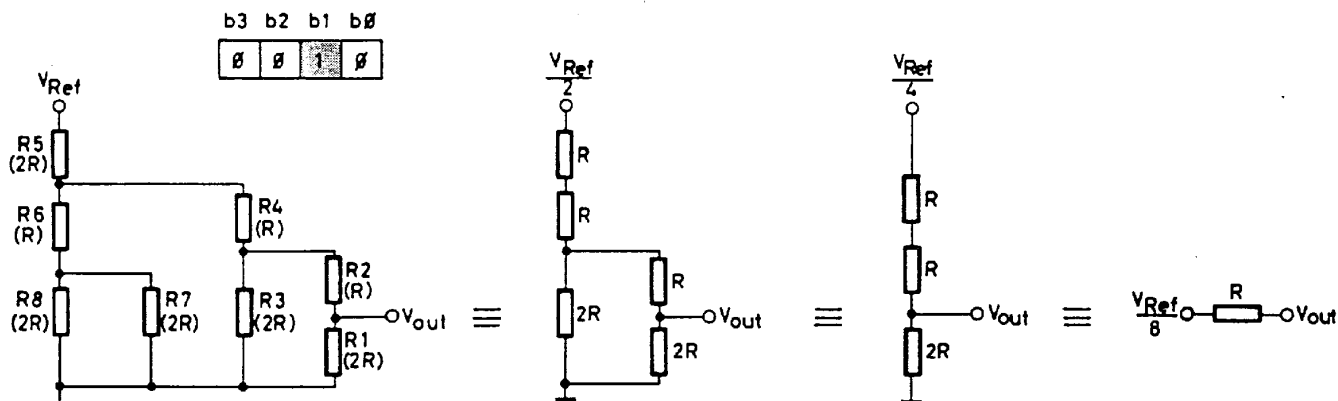 b3 b2 b1 bØ
Ø Ø 1 Ø
VRef
R5
(2R)
R6
(R)
R8
(2R)
R7
(2R)
R4
(R)
R3
(2R)
R2
(R)
R1
(2R)
Vout
≡
VRef
2
R
R
2R
R
2R
Vout
≡
VRef
4
R
R
2R
Vout
≡
VRef
8
R
Vout